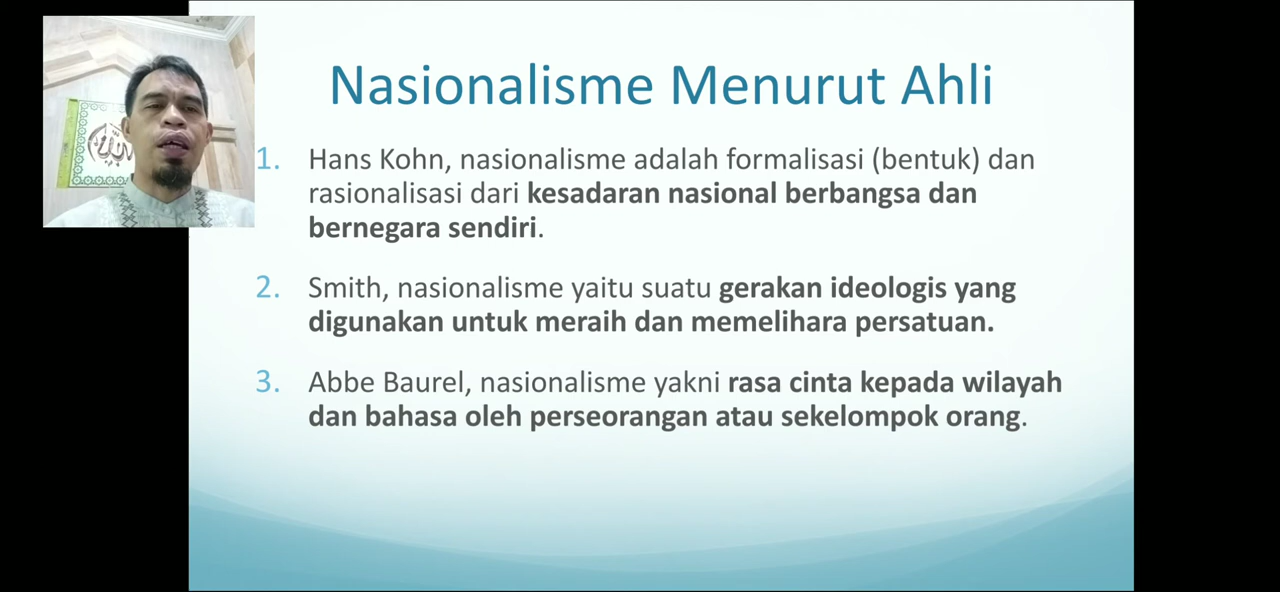 Nasionalisme Menurut Ahli
1. Hans Kohn, nasionalisme adalah formalisasi (bentuk) dan
rasionalisasi dari kesadaran nasional berbangsa dan
bernegara sendiri.
2. Smith, nasionalisme yaitu suatu gerakan ideologis yang
digunakan untuk meraih dan memelihara persatuan.
3. Abbe Baurel, nasionalisme yakni rasa cinta kepada wilayah
dan bahasa oleh perseorangan atau sekelompok orang.